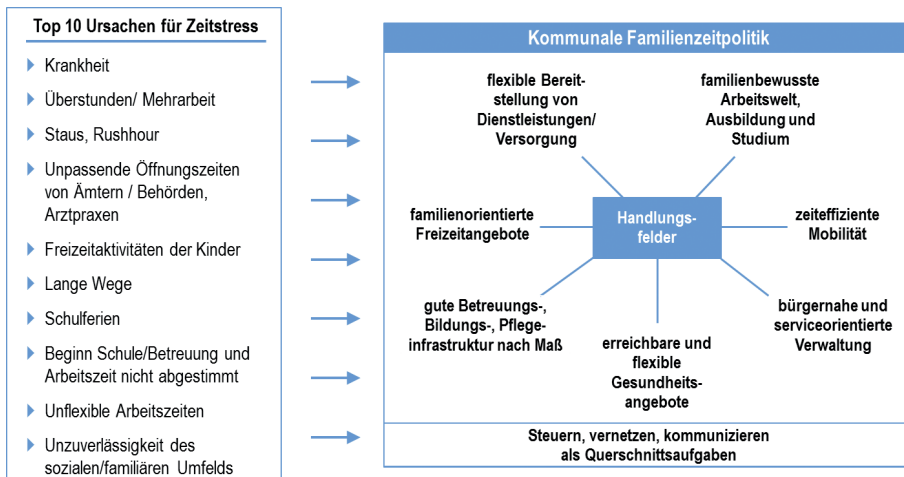 Top 10 Ursachen für Zeitstress
Krankheit
Überstunden/ Mehrarbeit
Staus, Rushhour
Unpassende Öffnungszeiten
von Ämtern / Behörden,
Arztpraxen
Freizeitaktivitäten der Kinder
Lange Wege
Schulferien
Beginn Schule/Betreuung und
Arbeitszeit nicht abgestimmt
Unflexible Arbeitszeiten
Unzuverlässigkeit des
sozialen/familiären Umfelds
Kommunale Familienzeitpolitik
flexible Bereit-
stellung von
Dienstleistungen/
Versorgung
familienbewusste
Arbeitswelt,
Ausbildung und
Studium
familienorientierte
Freizeitangebote
Handlungs-
felder
zeiteffiziente
Mobilität
gute Betreuungs-,
Bildungs-, Pflege-
infrastruktur nach Maß
erreichbare und
flexible
Gesundheits-
angebote
bürgernahe und
serviceorientierte
Verwaltung
Steuern, vernetzen, kommunizieren
als Querschnittsaufgaben